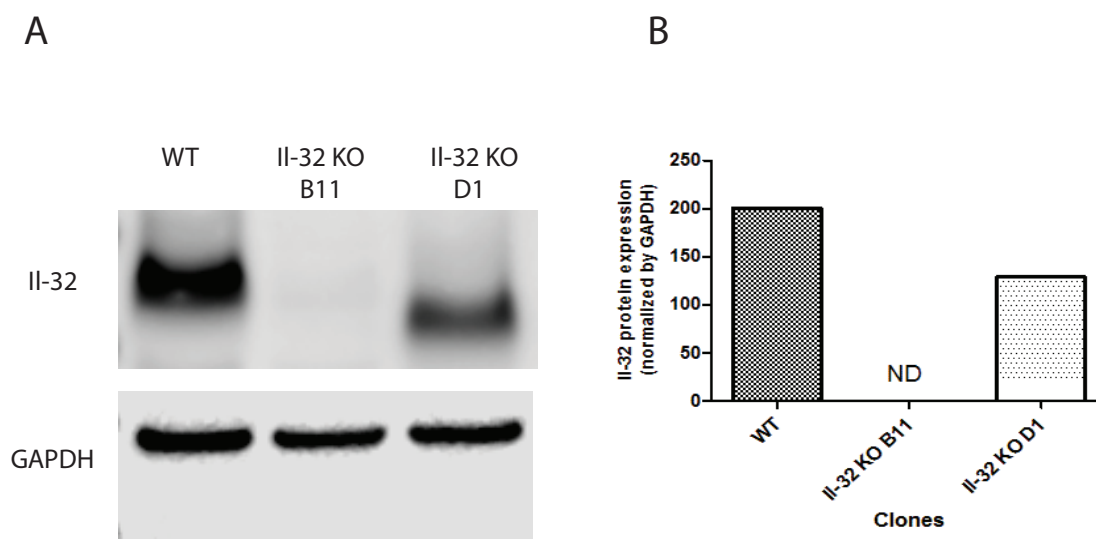 A
WT
Il-32 KO
B11
Il-32 KO
D1
Il-32
GAPDH
B
Il-32 protein expression
(normalized by GAPDH)
250
200
150
100
50
0
ND
WT
Il-32 KO B11
Il-32 KO D1
Clones